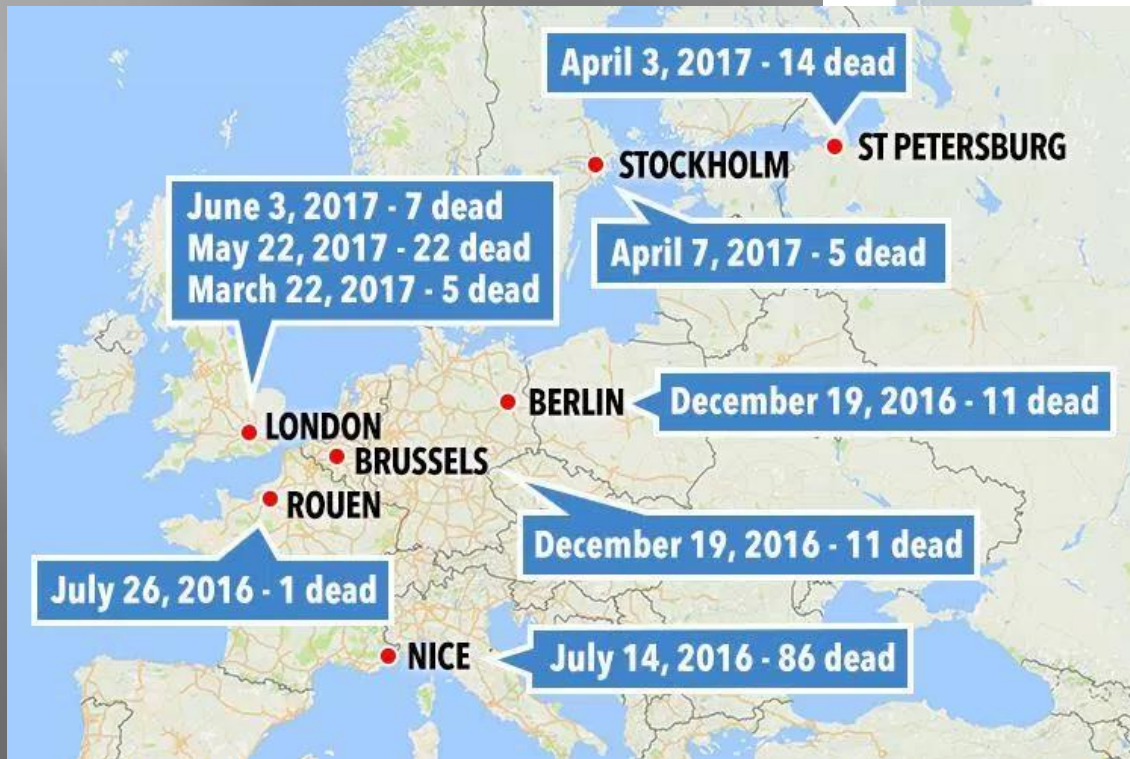 April 3, 2017 - 14 dead
ST PETERSBURG
STOCKHOLM
April 7, 2017 - 5 dead
June 3, 2017 - 7 dead
May 22, 2017 - 22 dead
March 22, 2017 - 5 dead
BERLIN
December 19, 2016 - 11 dead
LONDON
BRUSSELS
December 19, 2016 - 11 dead
ROUEN
July 26, 2016 - 1 dead
NICE
July 14, 2016 - 86 dead